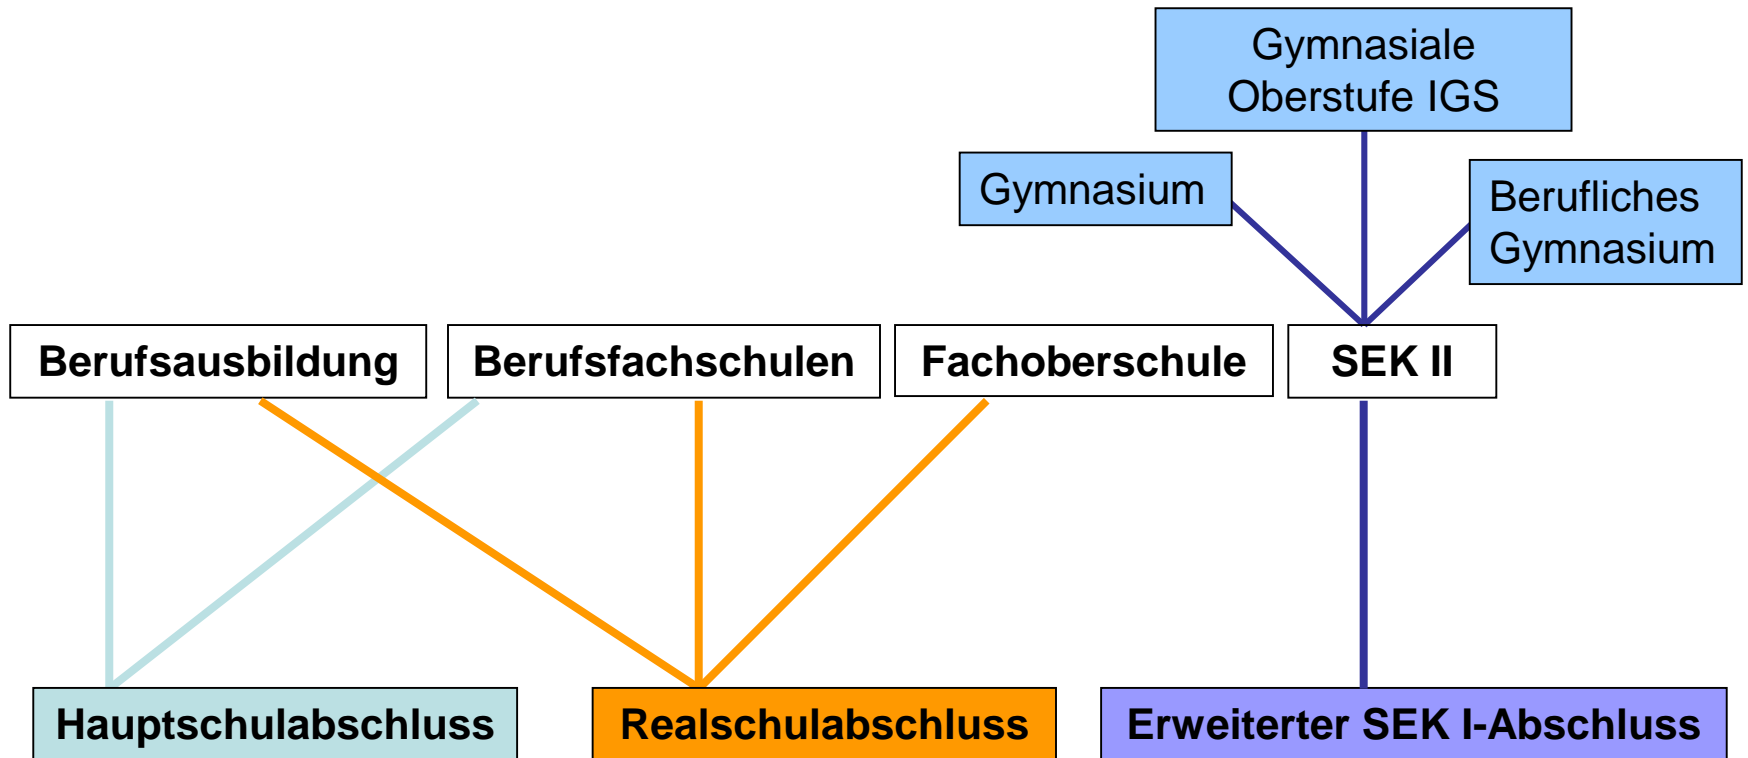 Gymnasiale
Oberstufe IGS
Gymnasium
Berufliches
Gymnasium
Berufsausbildung
Berufsfachschulen
Fachoberschule
SEK II
Hauptschulabschluss
Realschulabschluss
Erweiterter SEK I-Abschluss